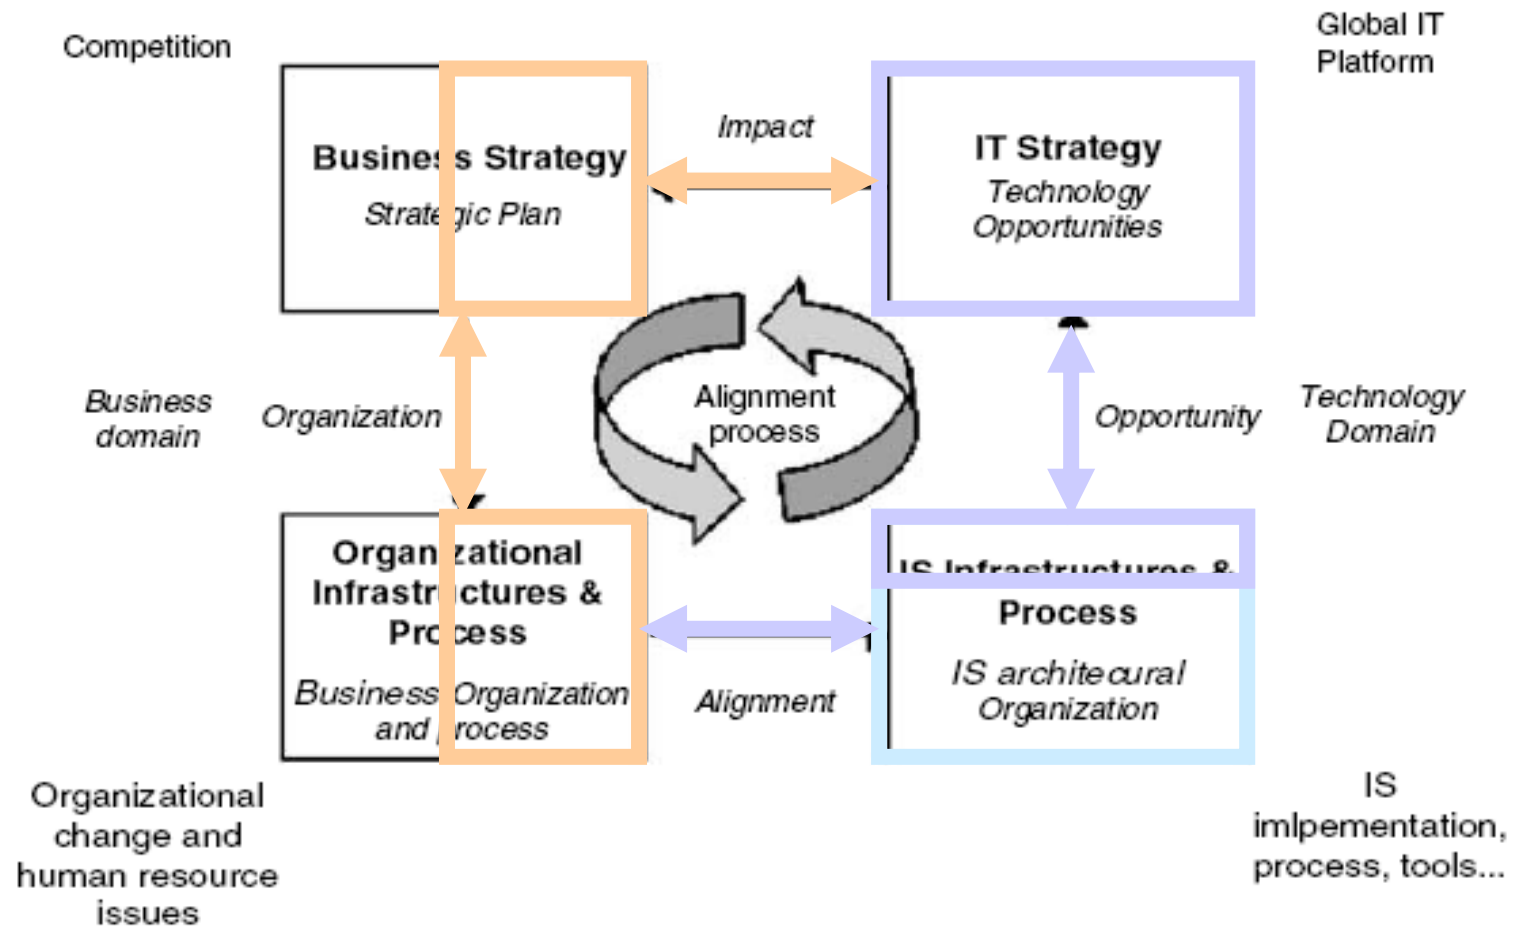 Competition
Global IT
Platform
Business Strategy
Strategic Plan
Impact
IT Strategy
Technology
Opportunities
Business
domain
Organization
Alignment
process
Opportunity
Technology
Domain
Organizational
Infrastructures &
Process
Business Organization
and process
Alignment
IS Infrastructures &
Process
IS architecural
Organization
Organizational
change and
human resource
issues
IS
imlpementation,
process, tools...